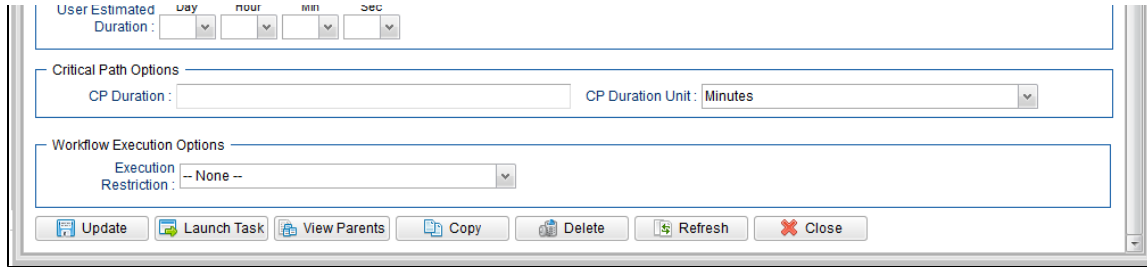 User Estimated Day Hour Min Sec
Duration :
Critical Path Options
CP Duration : CP Duration Unit : Minutes
Workflow Execution Options
Execution
Restriction : -- None --
Update Launch Task View Parents Copy Delete Refresh Close